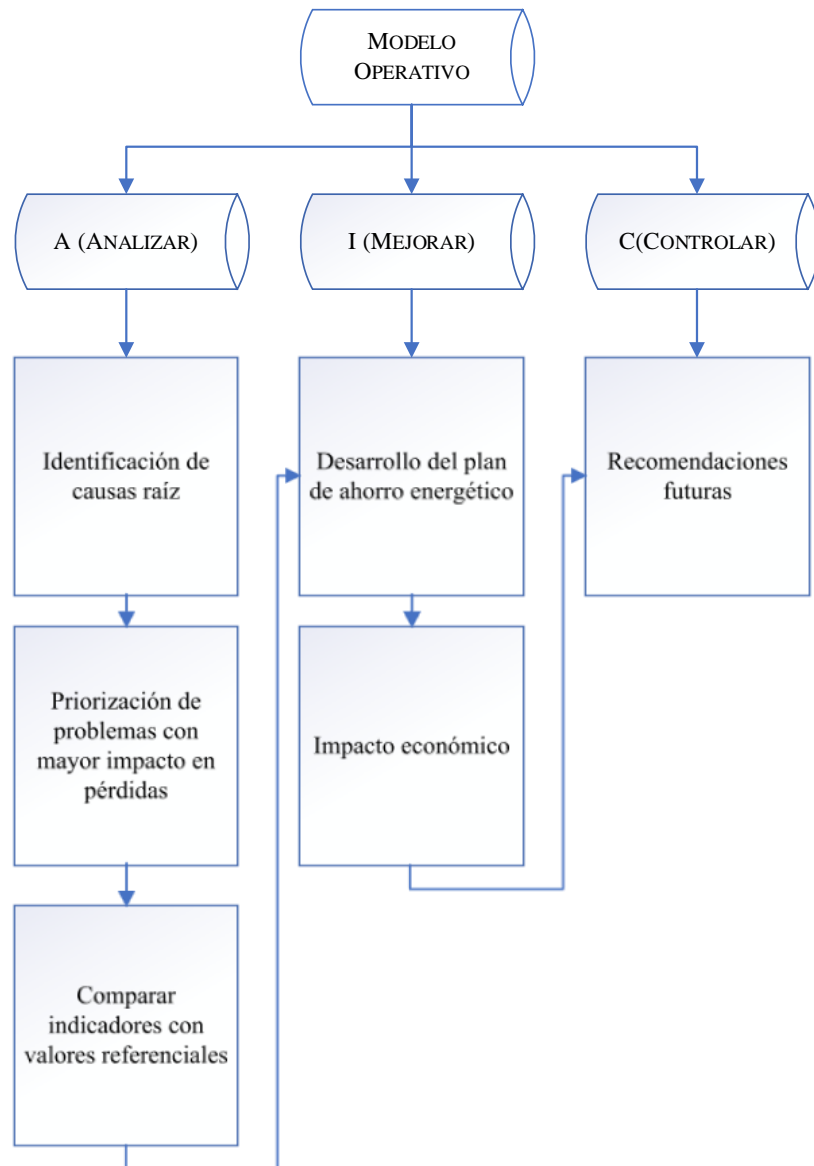 MODELO
OPERATIVO
A (ANALIZAR)
I (MEJORAR)
C(CONTROLAR)
Identificación de
causas raíz
Desarrollo del plan
de ahorro energético
Recomendaciones
futuras
Priorización de
problemas con
mayor impacto en
pérdidas
Impacto económico
Comparar
indicadores con
valores referenciales